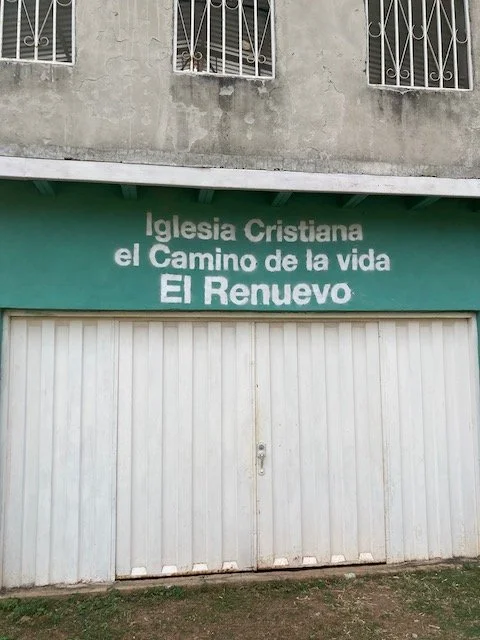 Iglesia Cristiana
el Camino de la vida
El Renuevo